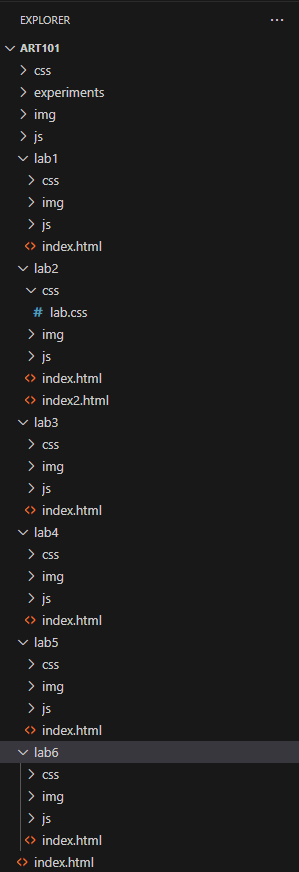 EXPLORER
ART101
css
experiments
img
js
lab1
css
img
js
index.html
lab2
css
lab.css
img
js
index.html
index2.html
lab3
css
img
js
index.html
lab4
css
img
js
index.html
lab5
css
img
js
index.html
lab6
css
img
js
index.html
index.html